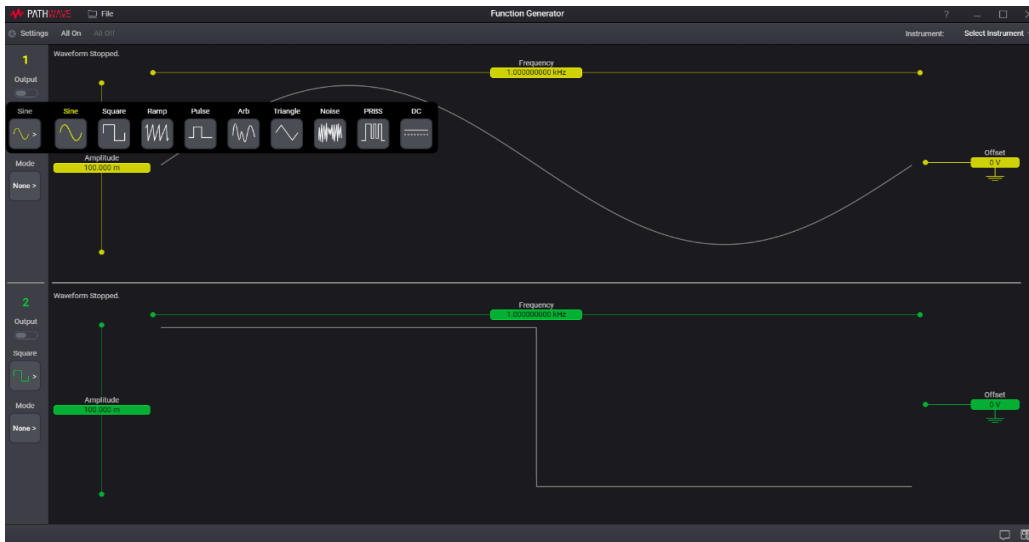 PATHWAVE File Function Generator ?
Settings All On All Off Instrument: Select Instrument
1
Waveform Stopped.
Frequency
1.000000000 kHz
Output
Sine Sine Square Ramp Pulse Arb Triangle Noise PRBS DC
>
Mode
None >
Amplitude
100.000 m
Offset
0 V
2
Waveform Stopped.
Frequency
1.000000000 kHz
Output
Square
>
Mode
None >
Amplitude
100.000 m
Offset
0 V